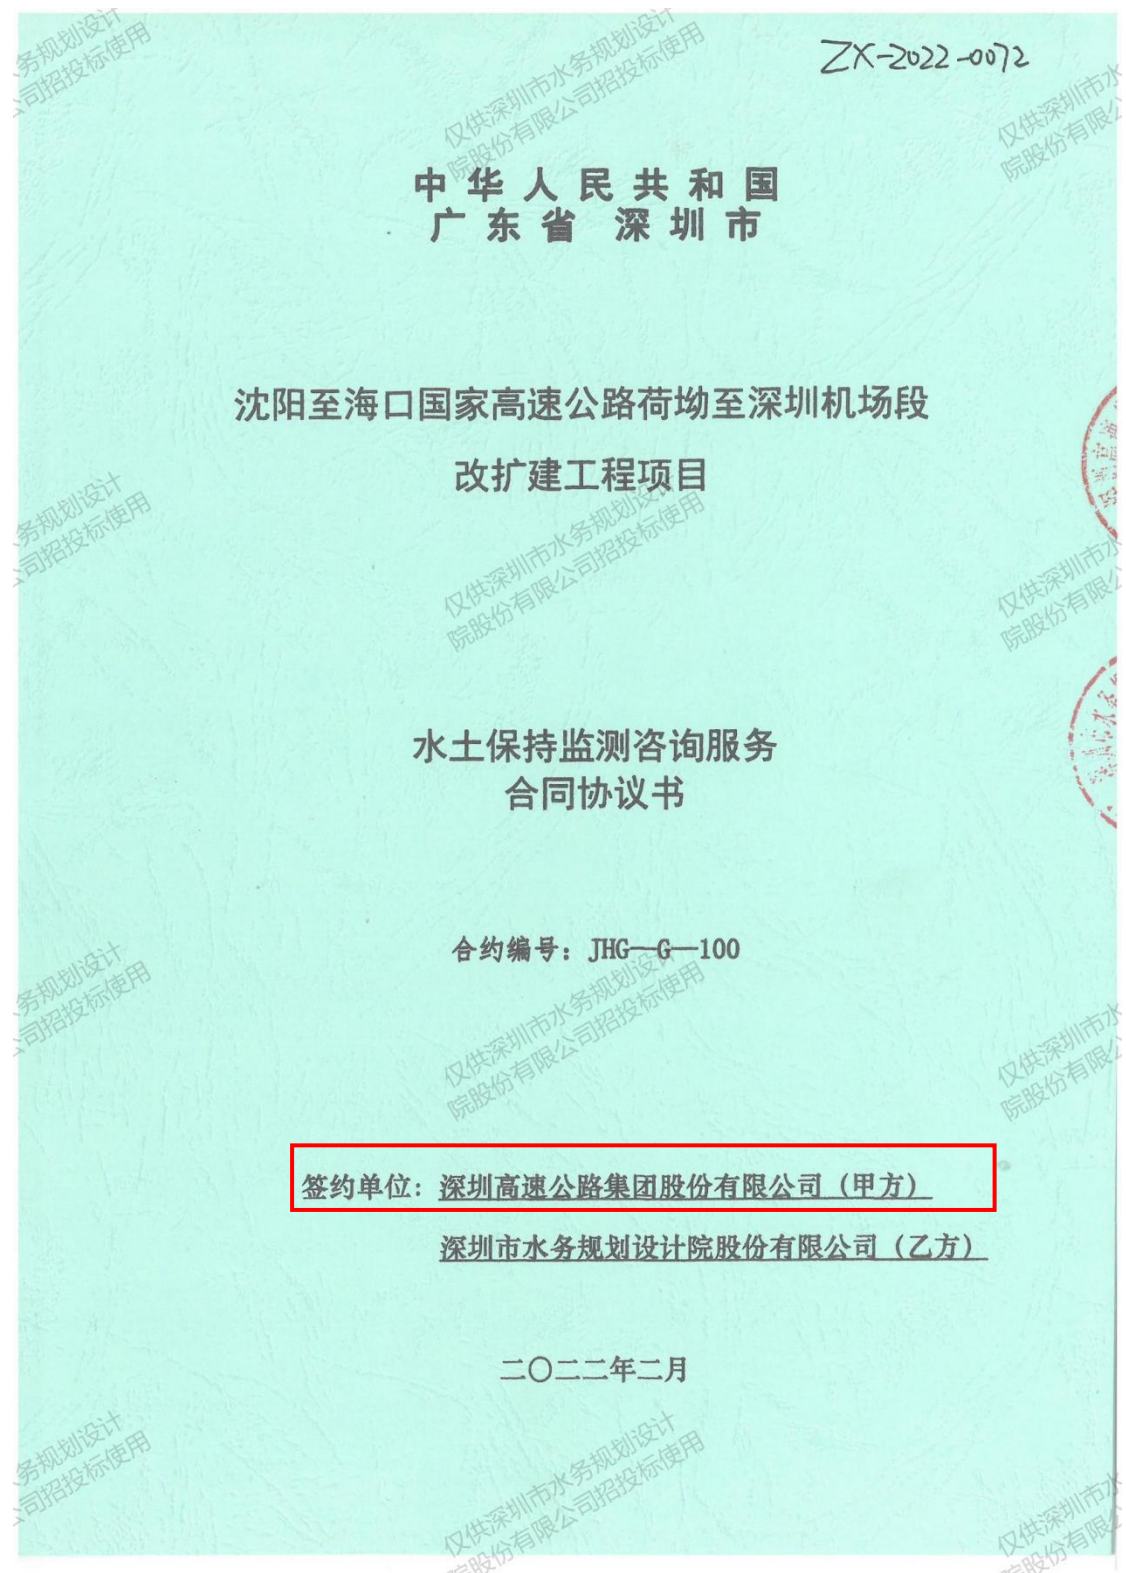 ZX-2022-0072
中华人民共和国
广东省 深圳市
沈阳至海口国家高速公路荷坳至深圳机场段
改扩建工程项目
水土保持监测咨询服务
合同协议书
合约编号：JHG—G—100
签约单位：深圳高速公路集团股份有限公司（甲方）
深圳市水务规划设计院股份有限公司（乙方）
二〇二二年二月
仅供深圳市水务规划设计
院股份有限公司招投标使用